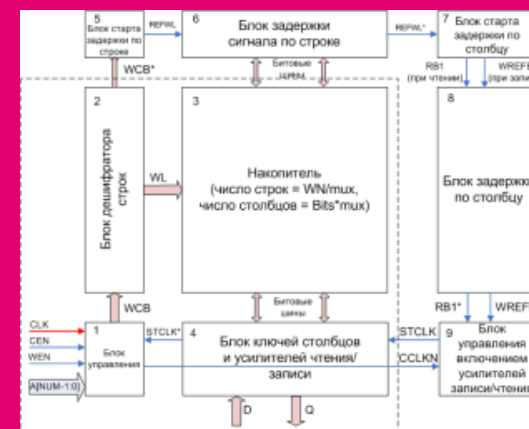 5
Блок старта
задержки по
строке
REFWL
6
Блок задержки
сигнала по строке
REFWL*
7
Блок старта
задержки по
столбцу
WCB*
Битовые
шины
RB1
(при чтении)
WREF
(при запи
2
Блок дешифратора
строк
WL
3
Накопитель
(число строк = WN/mux,
число столбцов = Bits*mux)
8
Блок задержки
по столбцу
WCB
Битовые
шины
RB1*
WREF
CLK
CEN
WEN
A[NUM-1:0]
1
Блок
управления
STCLK*
4
Блок ключей столбцов
и усилителей чтения/
записи
STCLK
CCLKN
9
Блок
управления
включением
усилителей
записи/чтения
D
Q